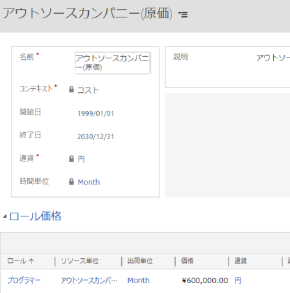 アウトソースカンパニー(原価)
名前*
アウトソースカンパニ
ー(原価)
説明
アウトソー
コンテキスト*
コスト
開始日
1999/01/01
終了日
2030/12/31
通貨*
円
時間単位
Month
ロール価格
ロール↑ リソース単位 出荷単位 価格 通貨
プログラマー アウトソースカンパ… Month ¥600,000.00 円